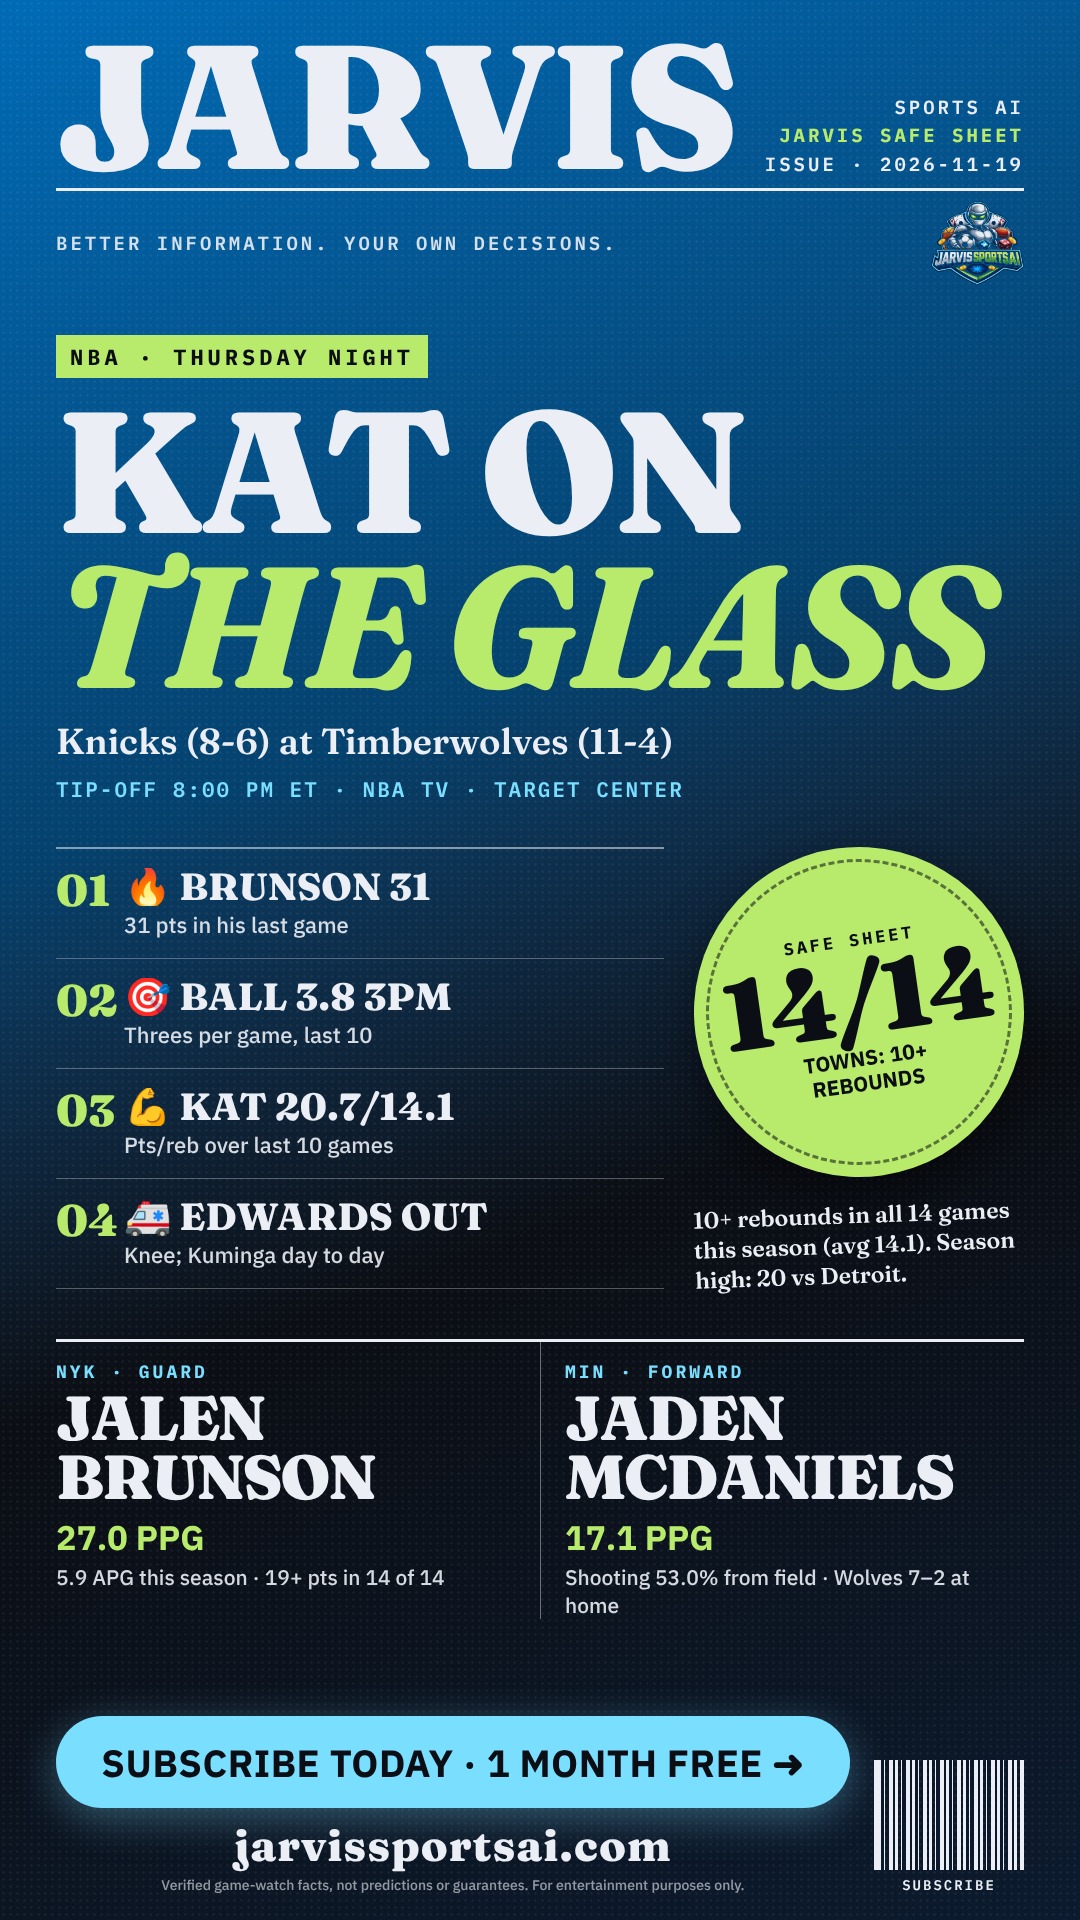 JARVIS
SPORTS AI
JARVIS SAFE SHEET
ISSUE · 2026-11-19
BETTER INFORMATION. YOUR OWN DECISIONS.
JARVISSPORTSAI
NBA · THURSDAY NIGHT
KAT ON
THE GLASS
Knicks (8-6) at Timberwolves (11-4)
TIP-OFF 8:00 PM ET · NBA TV · TARGET CENTER
01 🔥 BRUNSON 31
31 pts in his last game
02 🎯 BALL 3.8 3PM
Threes per game, last 10
03 💪 KAT 20.7/14.1
Pts/reb over last 10 games
04 🚑 EDWARDS OUT
Knee; Kuminga day to day
SAFE SHEET
14/14
TOWNS: 10+
REBOUNDS
10+ rebounds in all 14 games
this season (avg 14.1). Season
high: 20 vs Detroit.
NYK · GUARD
JALEN
BRUNSON
27.0 PPG
5.9 APG this season · 19+ pts in 14 of 14
MIN · FORWARD
JADEN
MCDANIELS
17.1 PPG
Shooting 53.0% from field · Wolves 7–2 at
home
SUBSCRIBE TODAY · 1 MONTH FREE ➜
jarvissportsai.com
Verified game-watch facts, not predictions or guarantees. For entertainment purposes only.
SUBSCRIBE